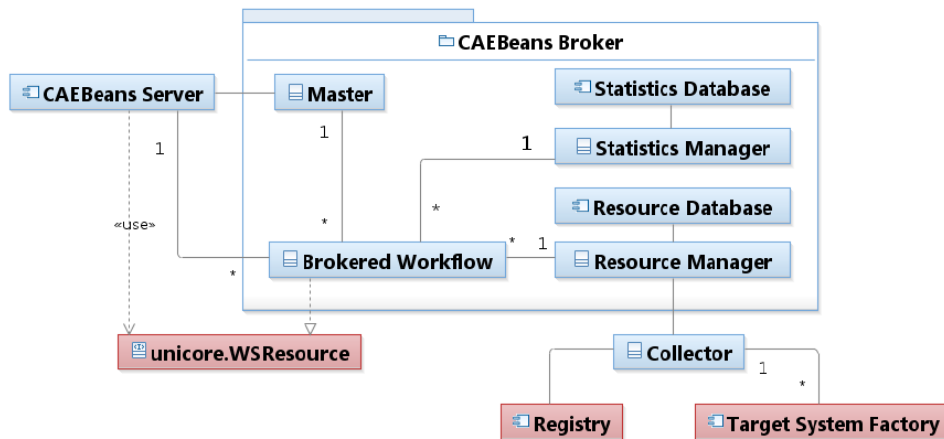 CAEBeans Broker
CAEBeans Server
Master
Statistics Database
1
1
1
Statistics Manager
*
Resource Database
«use»
*
*
1
*
Brokered Workflow
Resource Manager
unicore.WSResource
Collector
1
*
Registry
Target System Factory